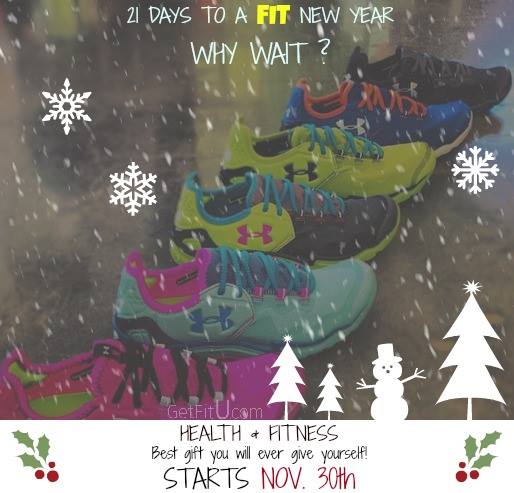 21 DAYS TO A FIT NEW YEAR
WHY WAIT ?
GetFitU.com
HEALTH & FITNESS
Best gift you will ever give yourself!
STARTS NOV. 30th